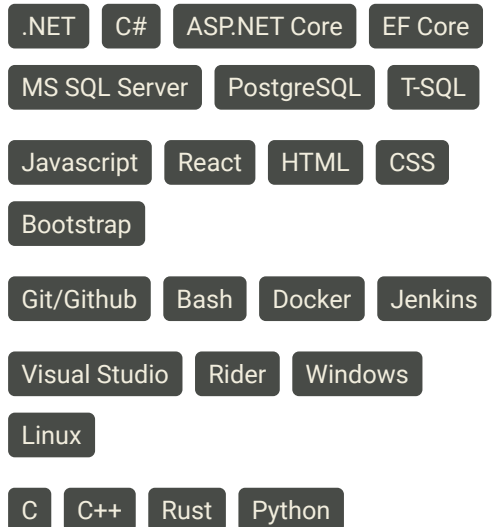 .NET C# ASP.NET Core EF Core
MS SQL Server PostgreSQL T-SQL
Javascript React HTML CSS
Bootstrap
Git/Github Bash Docker Jenkins
Visual Studio Rider Windows
Linux
C C++ Rust Python